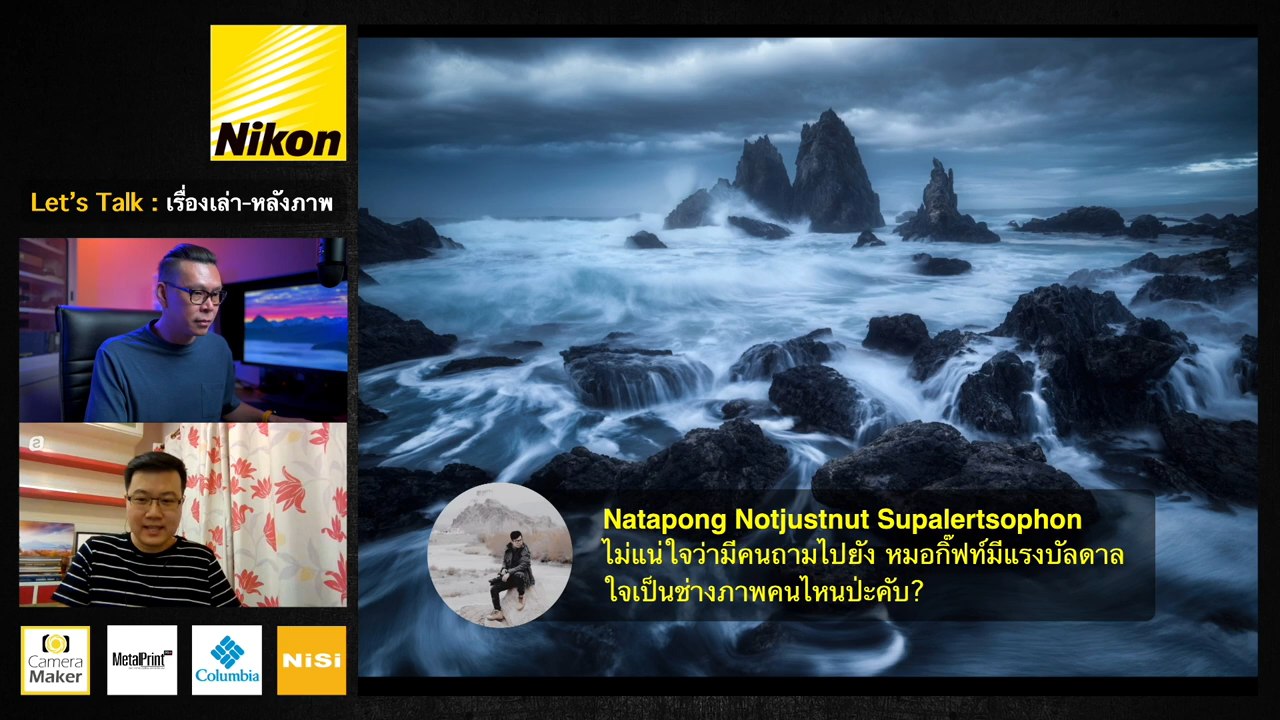 Nikon
Let's Talk : เรื่องเล่า-หลังภาพ
Natapong Notjustnut Supalertsophon
ไม่แน่ใจว่ามีคนถามไปยัง หมอกิ๊ฟท์มีแรงบัลดาล
ใจเป็นช่างภาพคนไหนป่ะคับ?
Camera
Maker
MetalPrint
Columbia
NiSi